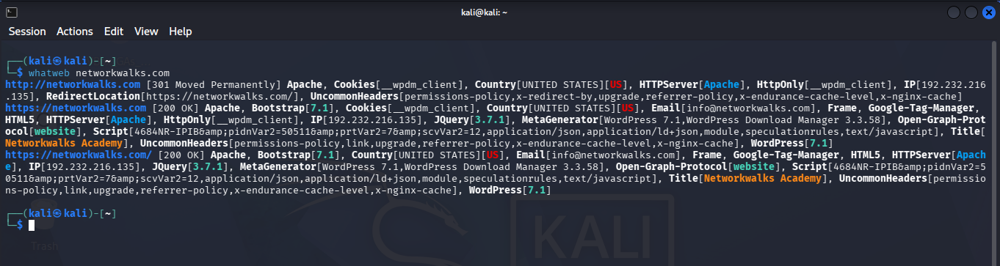 kali@kali: ~
Session Actions Edit View Help
┌──(kali㉿kali)-[~]
└─$ whatweb networkwalks.com
http://networkwalks.com [301 Moved Permanently] Apache, Cookies[__wpdm_client], Country[UNITED STATES][US], HTTPServer[Apache], HttpOnly[__wpdm_client], IP[192.232.216
.135], RedirectLocation[https://networkwalks.com/], UncommonHeaders[permissions-policy,x-redirect-by,upgrade,referrer-policy,x-endurance-cache-level,x-nginx-cache]
https://networkwalks.com [200 OK] Apache, Bootstrap[7.1], Cookies[__wpdm_client], Country[UNITED STATES][US], Email[info@networkwalks.com], Frame, Google-Tag-Manager,
HTML5, HTTPServer[Apache], HttpOnly[__wpdm_client], IP[192.232.216.135], JQuery[3.7.1], MetaGenerator[WordPress 7.1,WordPress Download Manager 3.3.58], Open-Graph-Prot
ocol[website], Script[4684NR-IPIB&amp;pidnVar2=50511&amp;prtVar2=7&amp;scvVar2=12,application/json,application/ld+json,module,speculationrules,text/javascript], Title[
Networkwalks Academy], UncommonHeaders[permissions-policy,link,upgrade,referrer-policy,x-endurance-cache-level,x-nginx-cache], WordPress[7.1]
https://networkwalks.com/ [200 OK] Apache, Bootstrap[7.1], Country[UNITED STATES][US], Email[info@networkwalks.com], Frame, Google-Tag-Manager, HTML5, HTTPServer[Apach
e], IP[192.232.216.135], JQuery[3.7.1], MetaGenerator[WordPress 7.1,WordPress Download Manager 3.3.58], Open-Graph-Protocol[website], Script[4684NR-IPIB&amp;pidnVar2=5
0511&amp;prtVar2=7&amp;scvVar2=12,application/json,application/ld+json,module,speculationrules,text/javascript], Title[Networkwalks Academy], UncommonHeaders[permissio
ns-policy,link,upgrade,referrer-policy,x-endurance-cache-level,x-nginx-cache], WordPress[7.1]
┌──(kali㉿kali)-[~]
└─$
KALI
Trash